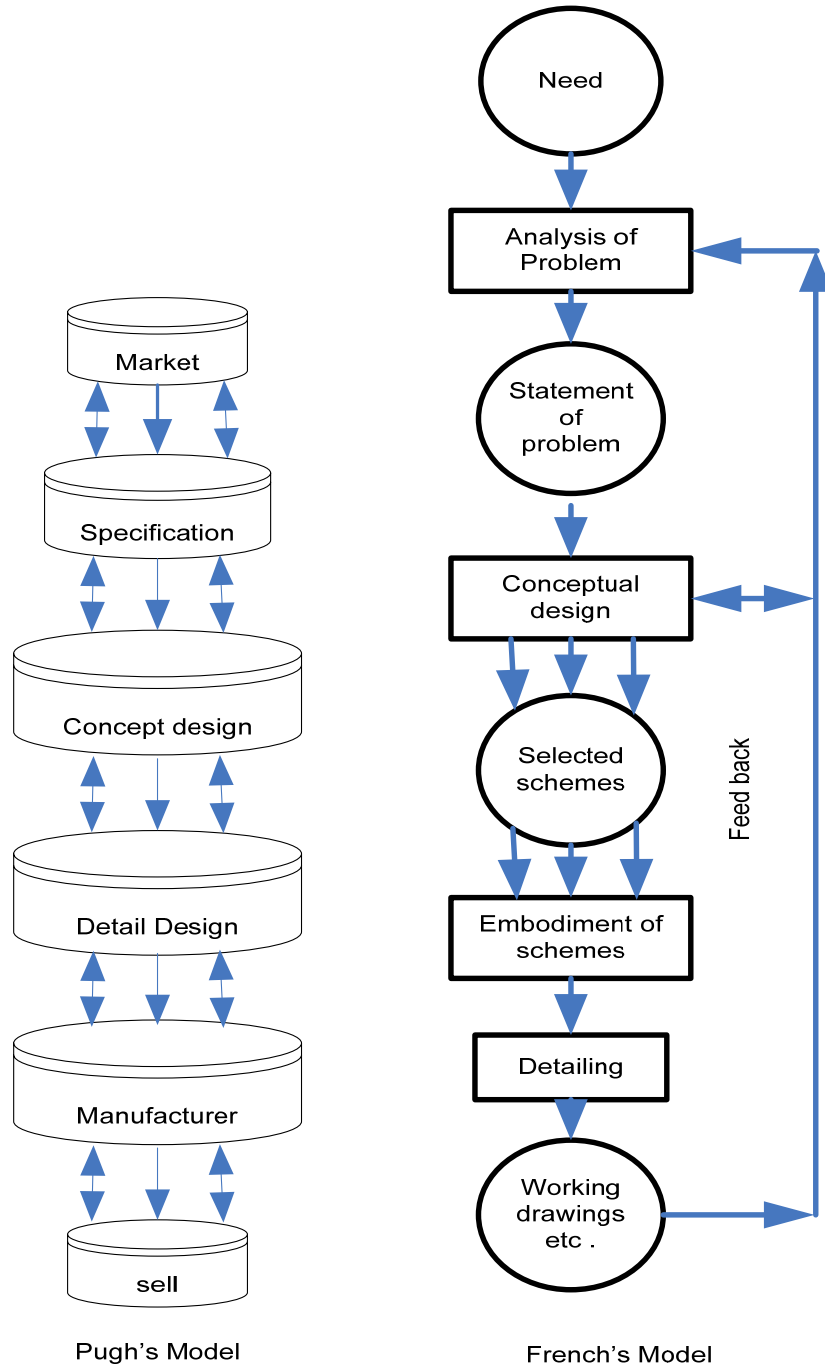 Market
Specification
Concept design
Detail Design
Manufacturer
sell
Pugh's Model
Need
Analysis of
Problem
Statement
of
problem
Conceptual
design
Selected
schemes
Embodiment of
schemes
Detailing
Working
drawings
etc .
Feed back
French's Model